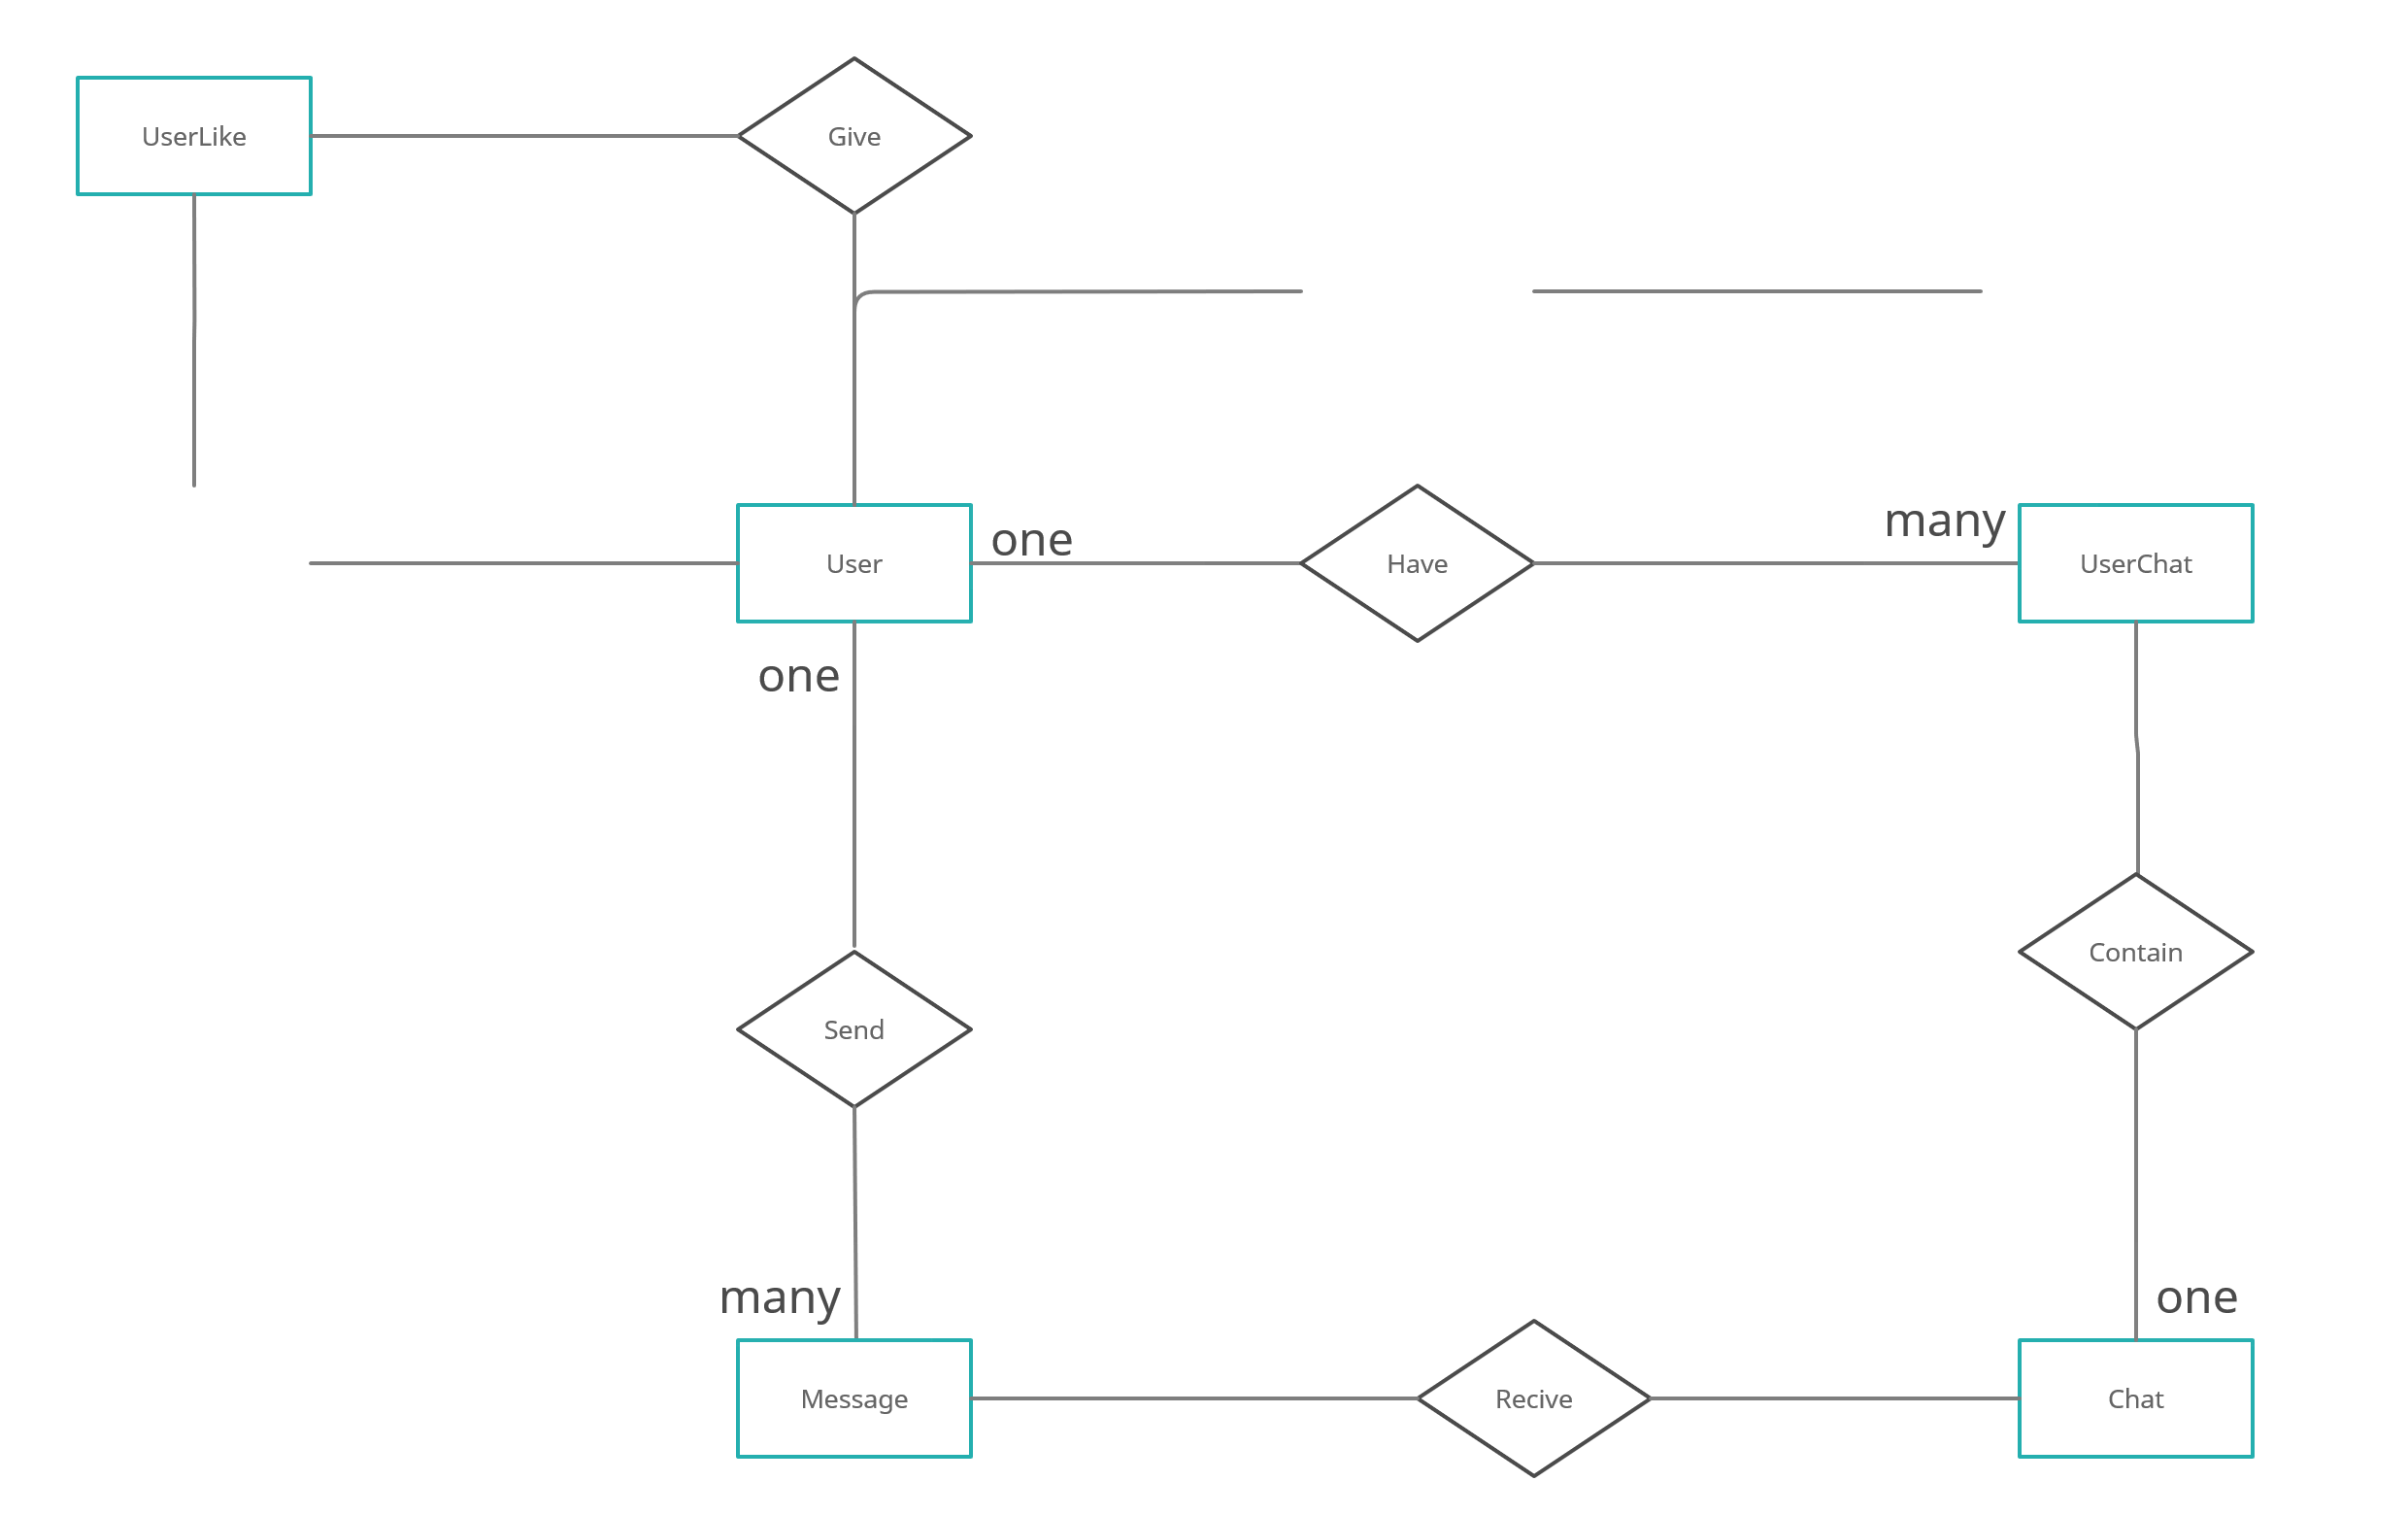 UserLike
Give
many
one
User
Have
UserChat
one
Contain
Send
many
one
Message
Recive
Chat